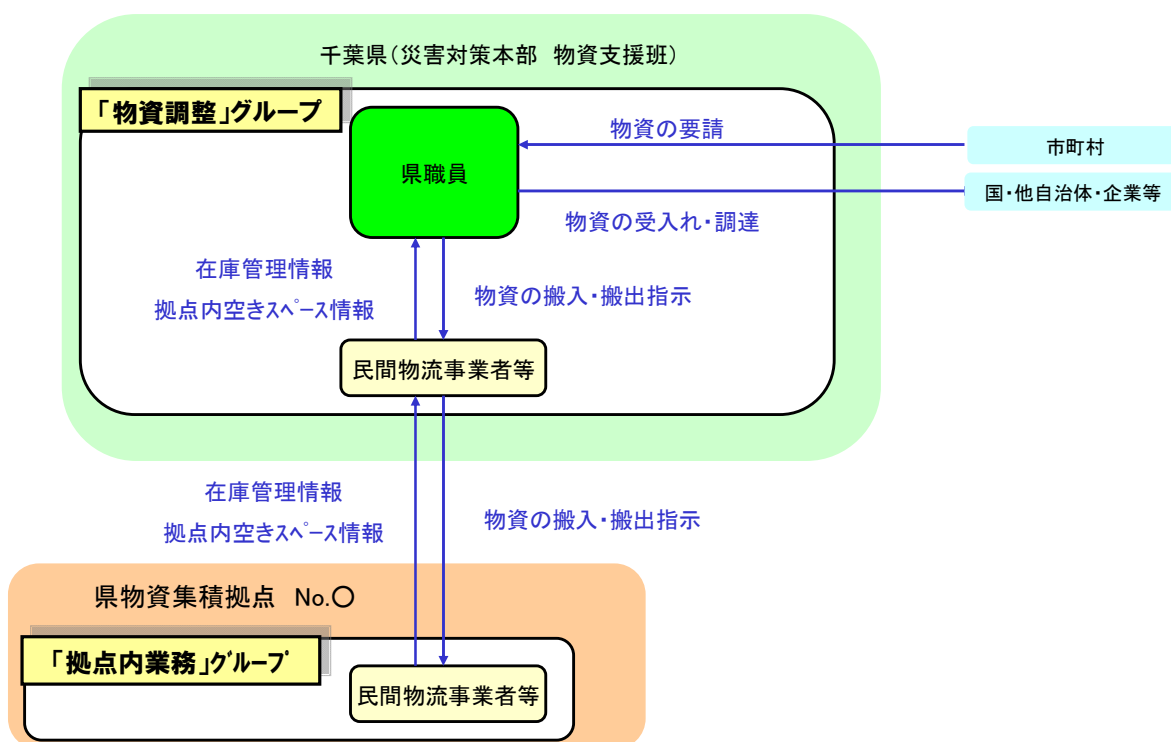 千葉県(災害対策本部 物資支援班)
「物資調整」グループ
県職員
物資の要請
市町村
国・他自治体・企業等
物資の受入れ・調達
在庫管理情報
拠点内空きスペース情報
物資の搬入・搬出指示
民間物流事業者等
在庫管理情報
拠点内空きスペース情報
物資の搬入・搬出指示
県物資集積拠点 No.〇
「拠点内業務」グループ
民間物流事業者等